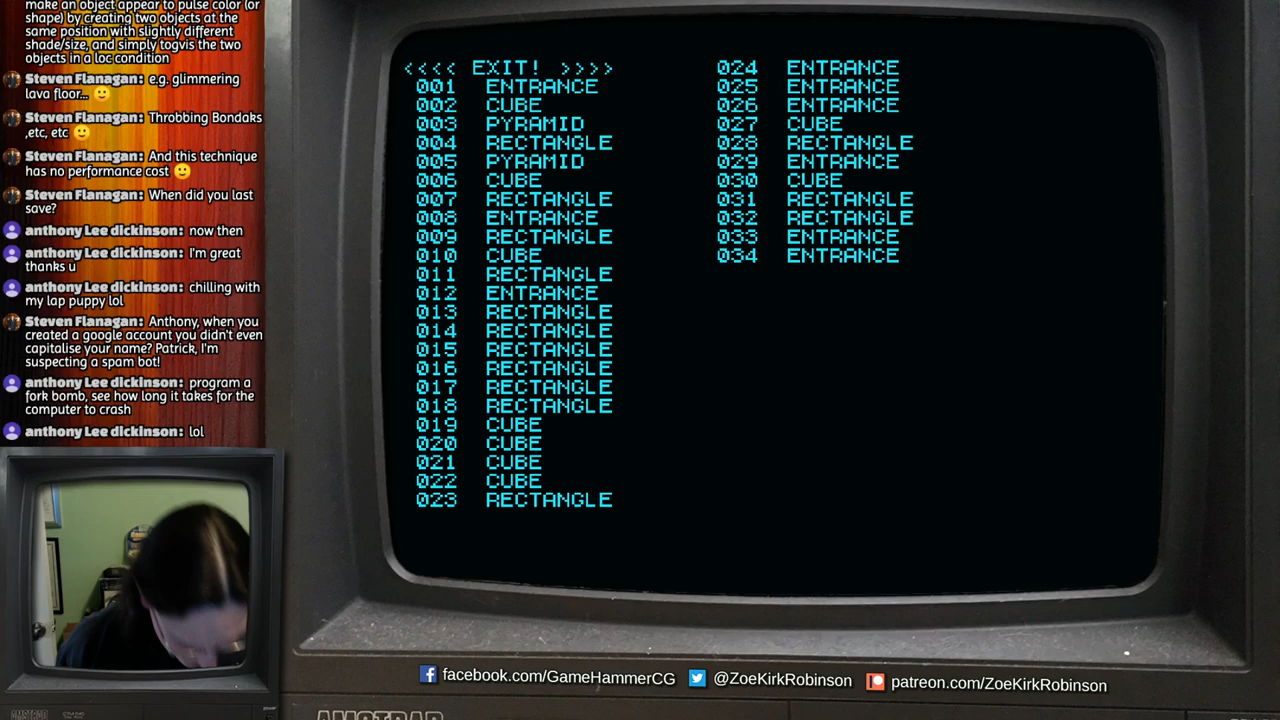 make an object appear to pulse color (or
shape) by creating two objects at the
same position with slightly different
shade/size, and simply togvis the two
objects in a loc condition
Steven Flanagan: e.g. glimmering
lava floor... 🙂
Steven Flanagan: Throbbing Bondaks
,etc, etc 🙂
Steven Flanagan: And this technique
has no performance cost 🙂
Steven Flanagan: When did you last
save?
anthony Lee dickinson: now then
anthony Lee dickinson: I'm great
thanks u
anthony Lee dickinson: chilling with
my lap puppy lol
Steven Flanagan: Anthony, when you
created a google account you didn't even
capitalise your name? Patrick, I'm
suspecting a spam bot!
anthony Lee dickinson: program a
fork bomb, see how long it takes for the
computer to crash
anthony Lee dickinson: lol
<<<< EXIT! >>>>
001 ENTRANCE
002 CUBE
003 PYRAMID
004 RECTANGLE
005 PYRAMID
006 CUBE
007 RECTANGLE
008 ENTRANCE
009 RECTANGLE
010 CUBE
011 RECTANGLE
012 ENTRANCE
013 RECTANGLE
014 RECTANGLE
015 RECTANGLE
016 RECTANGLE
017 RECTANGLE
018 RECTANGLE
019 CUBE
020 CUBE
021 CUBE
022 CUBE
023 RECTANGLE
024 ENTRANCE
025 ENTRANCE
026 ENTRANCE
027 CUBE
028 RECTANGLE
029 ENTRANCE
030 CUBE
031 RECTANGLE
032 RECTANGLE
033 ENTRANCE
034 ENTRANCE
facebook.com/GameHammerCG
@ZoeKirkRobinson
patreon.com/ZoeKirkRobinson
AMSTRAD